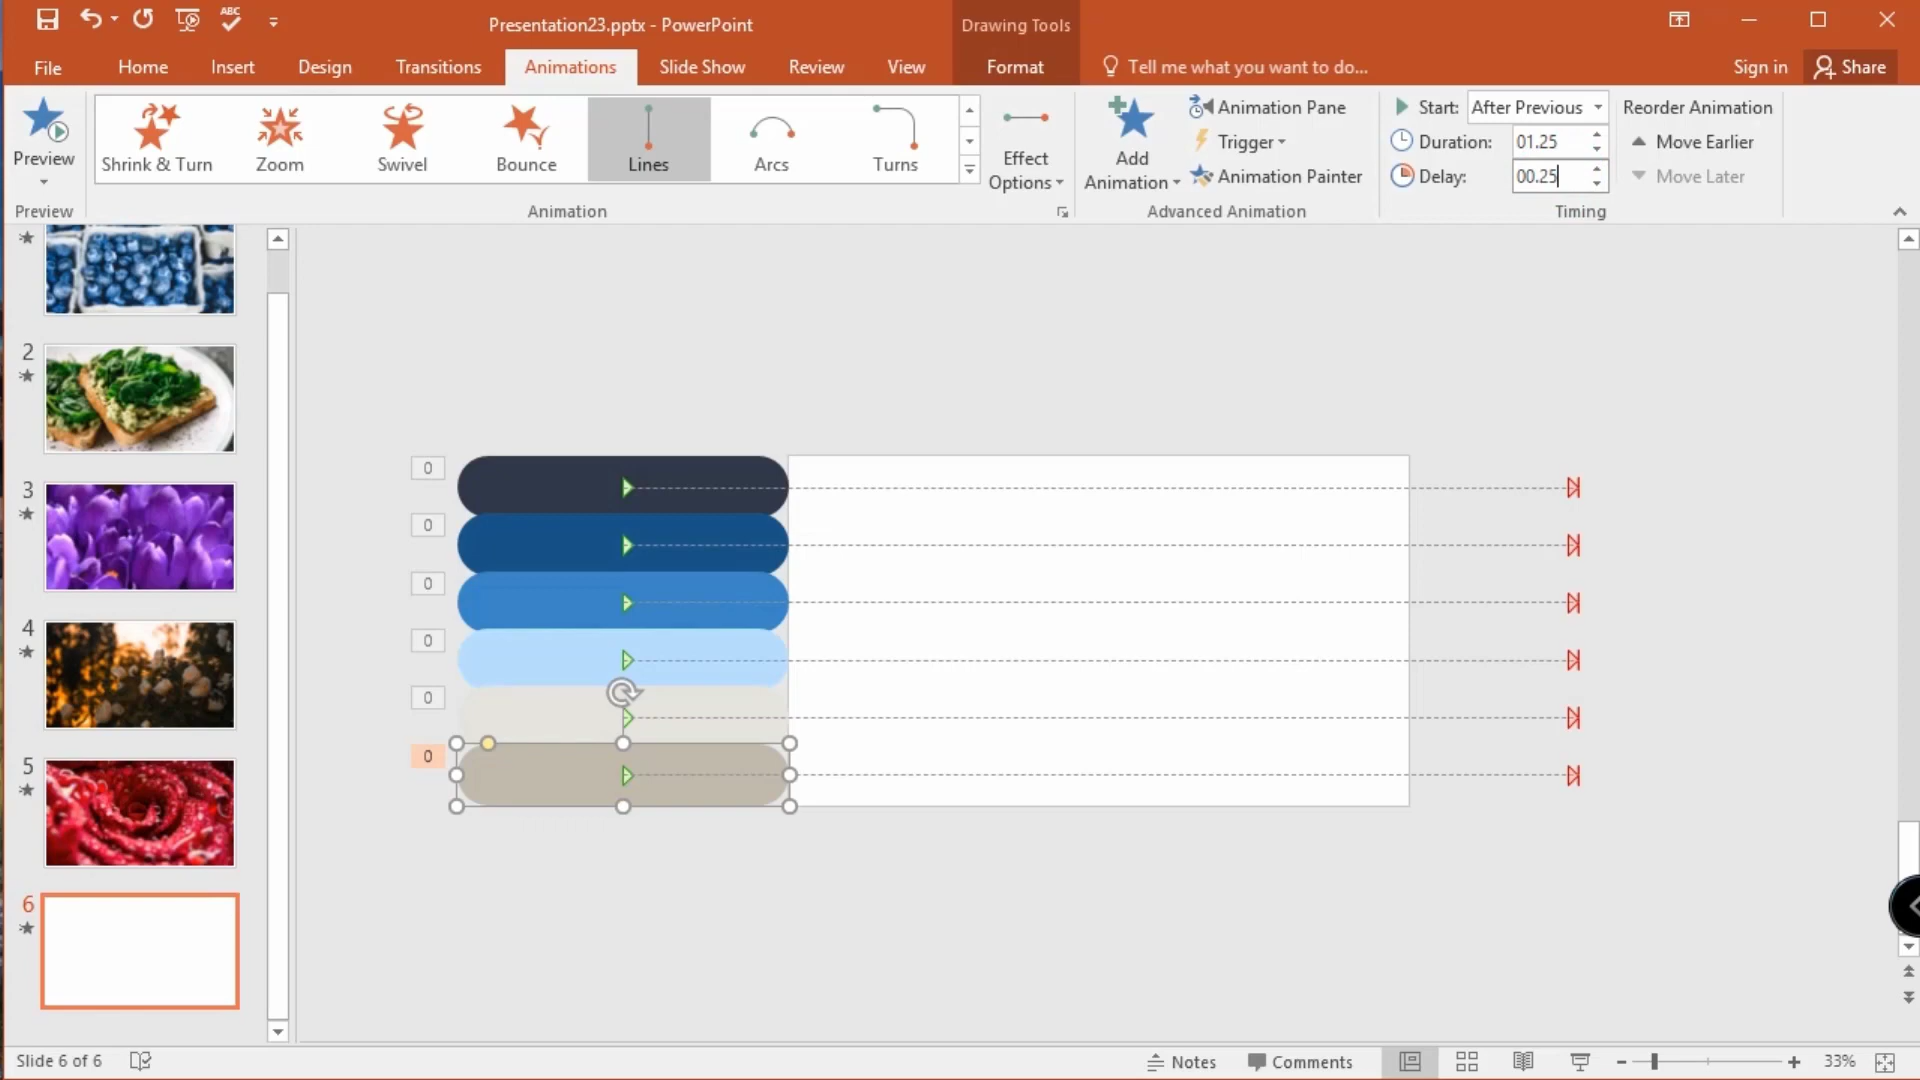 ABC
Presentation23.pptx - PowerPoint
Drawing Tools
File
Home
Insert
Design
Transitions
Animations
Slide Show
Review
View
Format
Tell me what you want to do...
Sign in
Share
Preview
Shrink & Turn
Zoom
Swivel
Bounce
Lines
Arcs
Turns
Effect
Options
Add
Animation
Animation Pane
Trigger
Animation Painter
Start: After Previous
Duration: 01.25
Delay: 00.25
Reorder Animation
Move Earlier
Move Later
Preview
Animation
Advanced Animation
Timing
2
3
4
5
6
0
0
0
0
0
0
Slide 6 of 6
Notes
Comments
33%